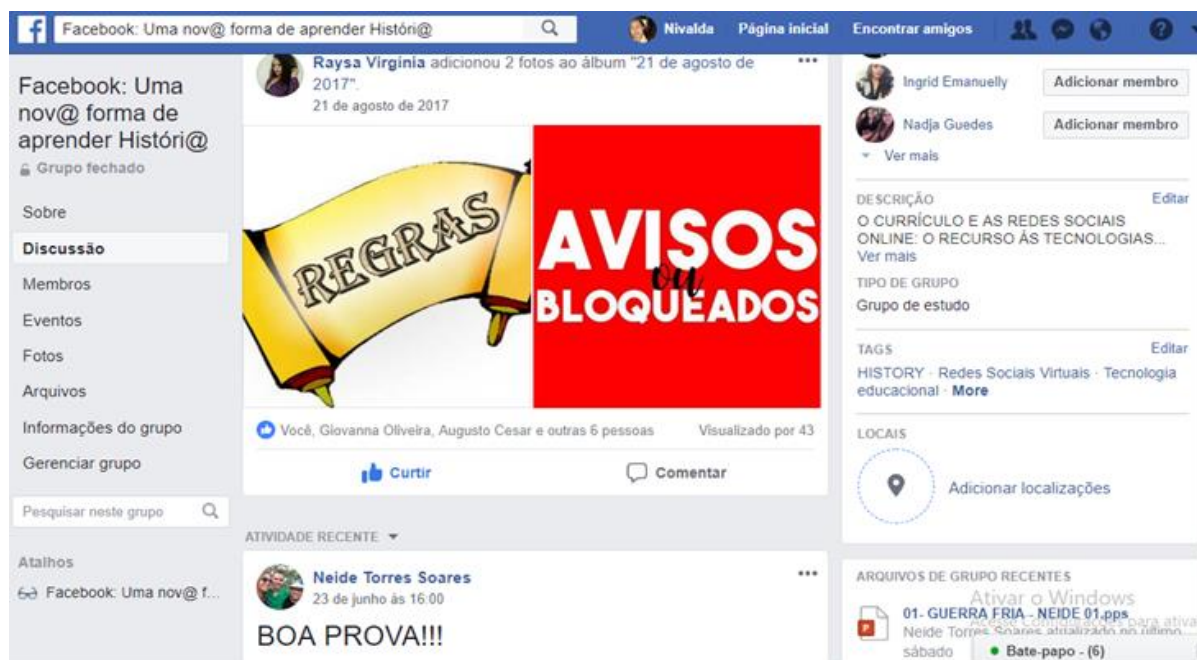 f
Facebook: Uma nov@ forma de aprender Históri@
Nivalda
Página inicial
Encontrar amigos
Facebook: Uma
nov@ forma de
aprender Históri@
Grupo fechado
Sobre
Discussão
Membros
Eventos
Fotos
Arquivos
Informações do grupo
Gerenciar grupo
Pesquisar neste grupo
Atalhos
Facebook: Uma nov@ f...
Raysa Virginia adicionou 2 fotos ao álbum "21 de agosto de
2017".
21 de agosto de 2017
REGRAS
AVISOS
ou
BLOQUEADOS
Você, Giovanna Oliveira, Augusto Cesar e outras 6 pessoas
Visualizado por 43
Curtir
Comentar
ATIVIDADE RECENTE
Neide Torres Soares
23 de junho às 16:00
BOA PROVA!!!
Ingrid Emanuelly
Adicionar membro
Nadja Guedes
Adicionar membro
Ver mais
DESCRIÇÃO
Editar
O CURRÍCULO E AS REDES SOCIAIS
ONLINE: O RECURSO ÁS TECNOLOGIAS...
Ver mais
TIPO DE GRUPO
Grupo de estudo
TAGS
Editar
HISTORY · Redes Sociais Virtuais · Tecnologia
educacional · More
LOCAIS
Adicionar localizações
ARQUIVOS DE GRUPO RECENTES
Ativar o Windows
01- GUERRA FRIA - NEIDE 01.pps
Neide Torres Soares atualizado no último
sábado
Bate-papo - (6)